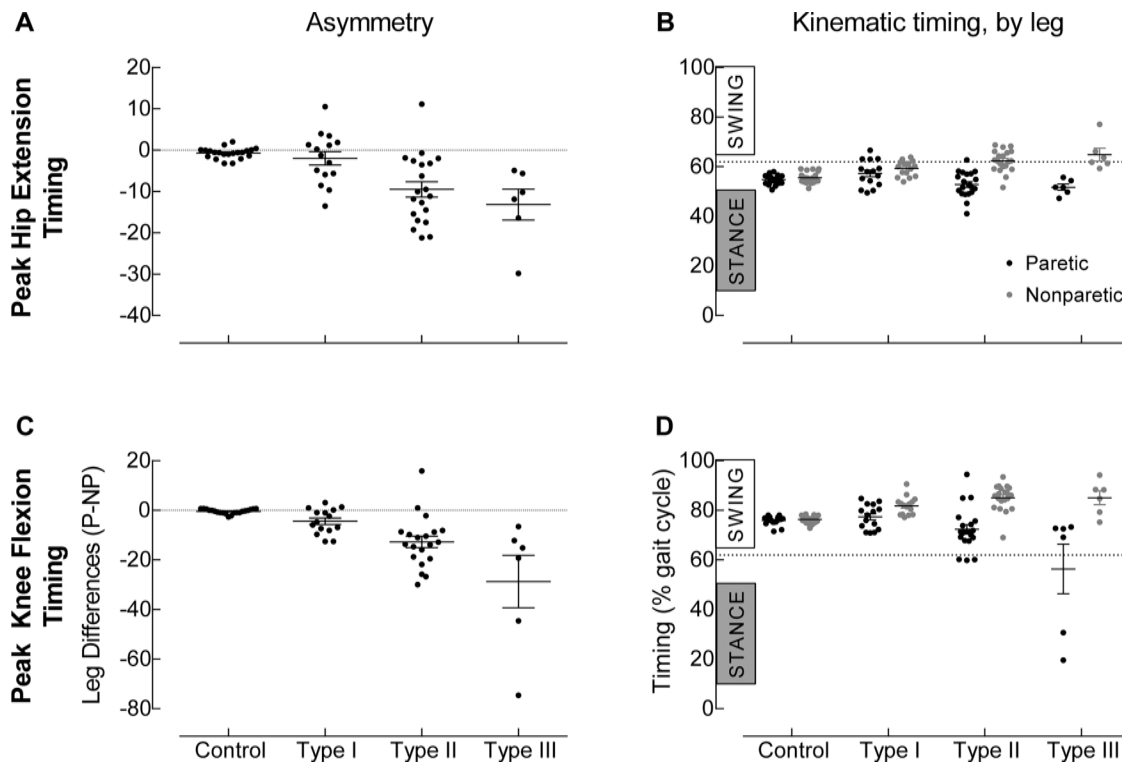 A
Asymmetry
Peak Hip Extension
Timing
20
10
0
-10
-20
-30
-40
B
Kinematic timing, by leg
100
80
60
40
20
0
SWING
STANCE
Paretic
Nonparetic
C
Peak Knee Flexion
Timing
Leg Differences (P-NP)
20
0
-20
-40
-60
-80
Control Type I Type II Type III
D
Timing (% gait cycle)
100
80
60
40
20
0
SWING
STANCE
Control Type I Type II Type III